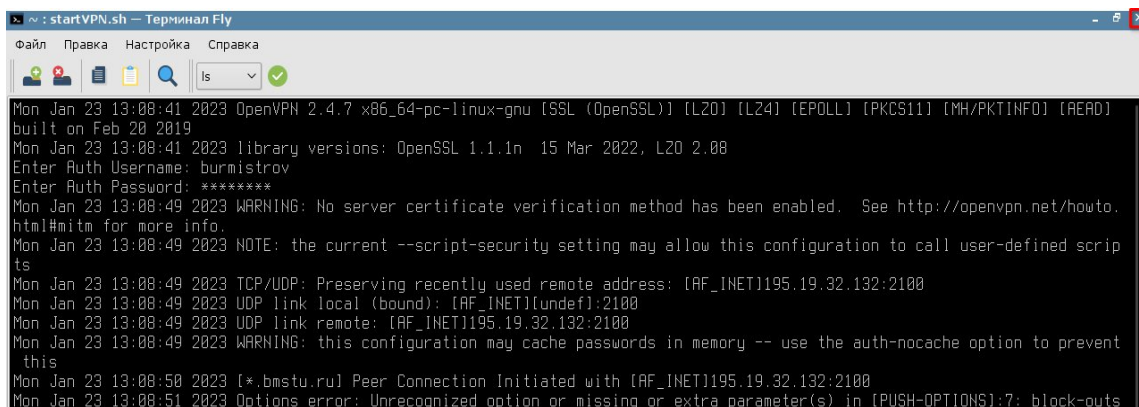 ~ : startVPN.sh — Терминал Fly
Файл Правка Настройка Справка
ls
Mon Jan 23 13:08:41 2023 OpenVPN 2.4.7 x86_64-pc-linux-gnu [SSL (OpenSSL)] [LZO] [LZ4] [EPOLL] [PKCS11] [MH/PKTINFO] [AEAD]
built on Feb 20 2019
Mon Jan 23 13:08:41 2023 library versions: OpenSSL 1.1.1n  15 Mar 2022, LZO 2.08
Enter Auth Username: burmistrov
Enter Auth Password: ********
Mon Jan 23 13:08:49 2023 WARNING: No server certificate verification method has been enabled.  See http://openvpn.net/howto.
html#mitm for more info.
Mon Jan 23 13:08:49 2023 NOTE: the current --script-security setting may allow this configuration to call user-defined scrip
ts
Mon Jan 23 13:08:49 2023 TCP/UDP: Preserving recently used remote address: [AF_INET]195.19.32.132:2100
Mon Jan 23 13:08:49 2023 UDP link local (bound): [AF_INET][undef]:2100
Mon Jan 23 13:08:49 2023 UDP link remote: [AF_INET]195.19.32.132:2100
Mon Jan 23 13:08:49 2023 WARNING: this configuration may cache passwords in memory -- use the auth-nocache option to prevent
this
Mon Jan 23 13:08:50 2023 [*.bmstu.ru] Peer Connection Initiated with [AF_INET]195.19.32.132:2100
Mon Jan 23 13:08:51 2023 Options error: Unrecognized option or missing or extra parameter(s) in [PUSH-OPTIONS]:7: block-outs